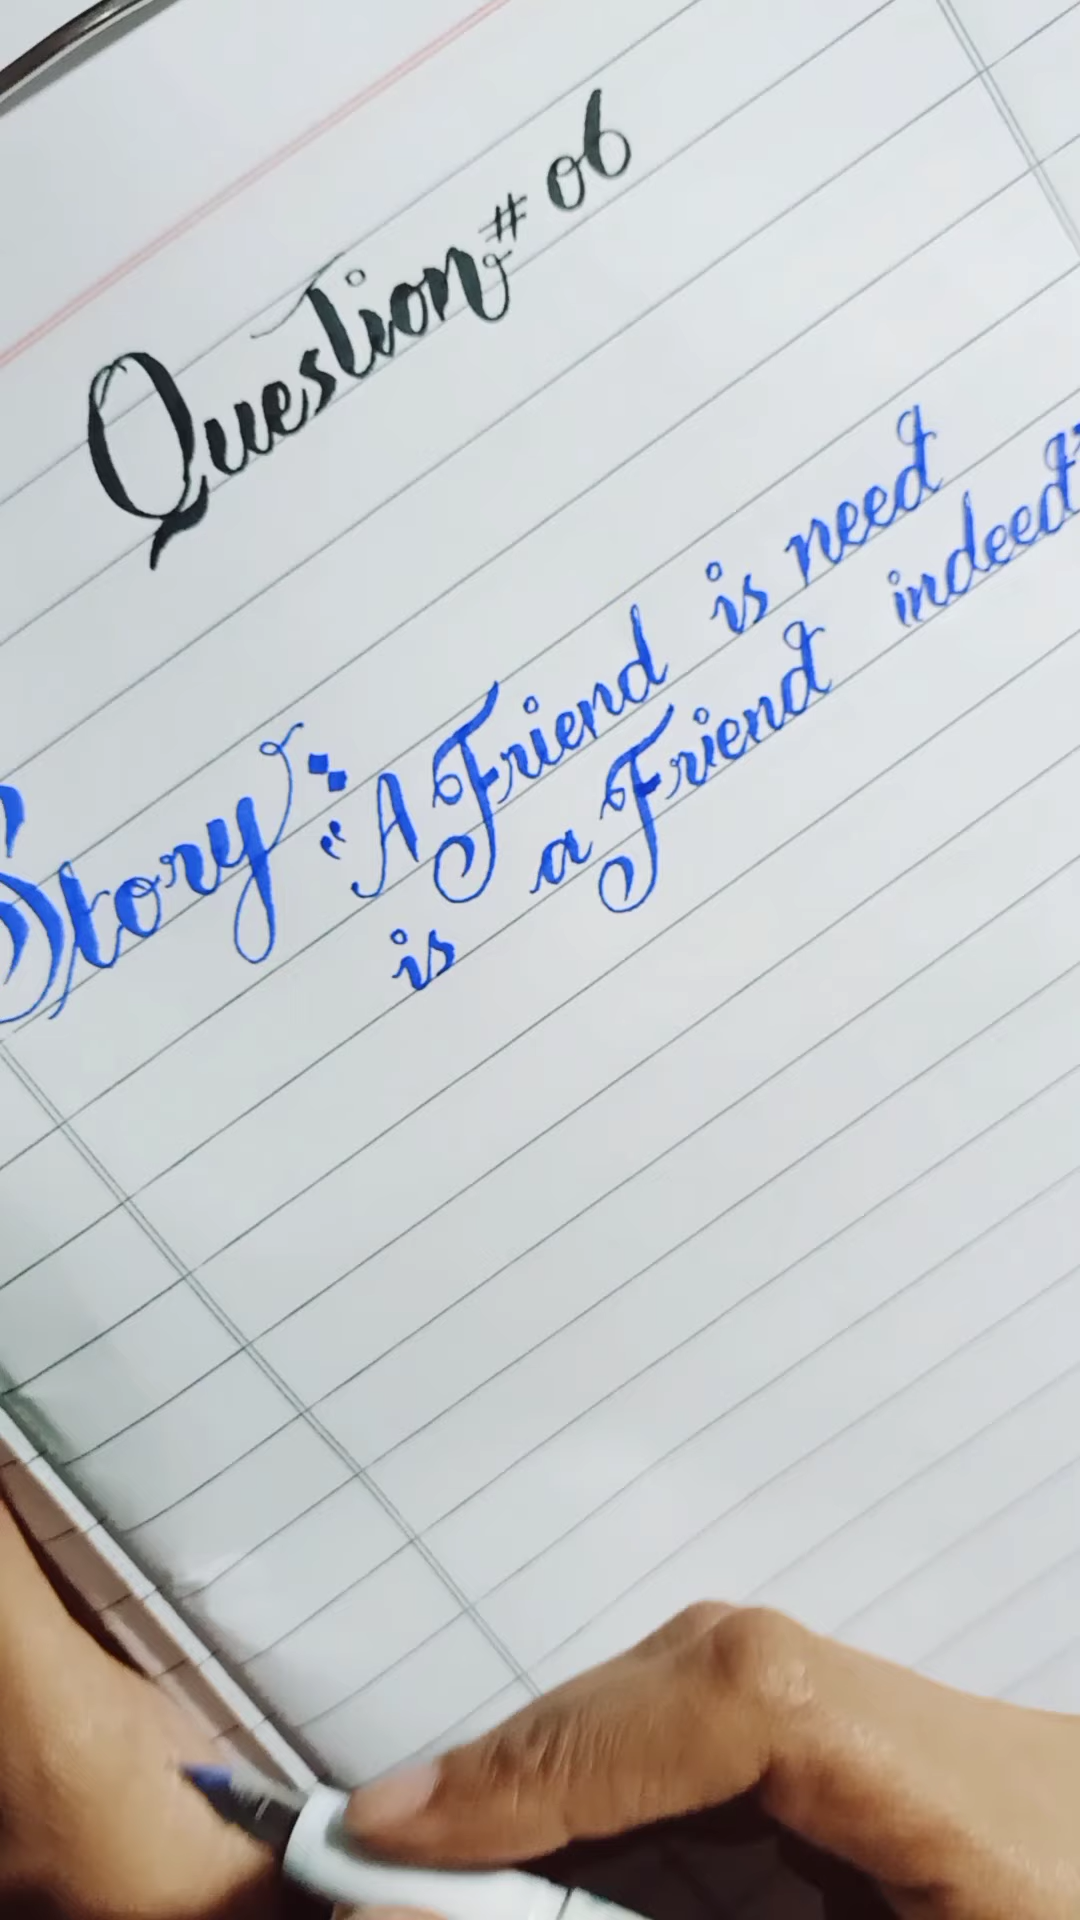 Question # 06
Story: "A Friend is need
is a Friend indeed"